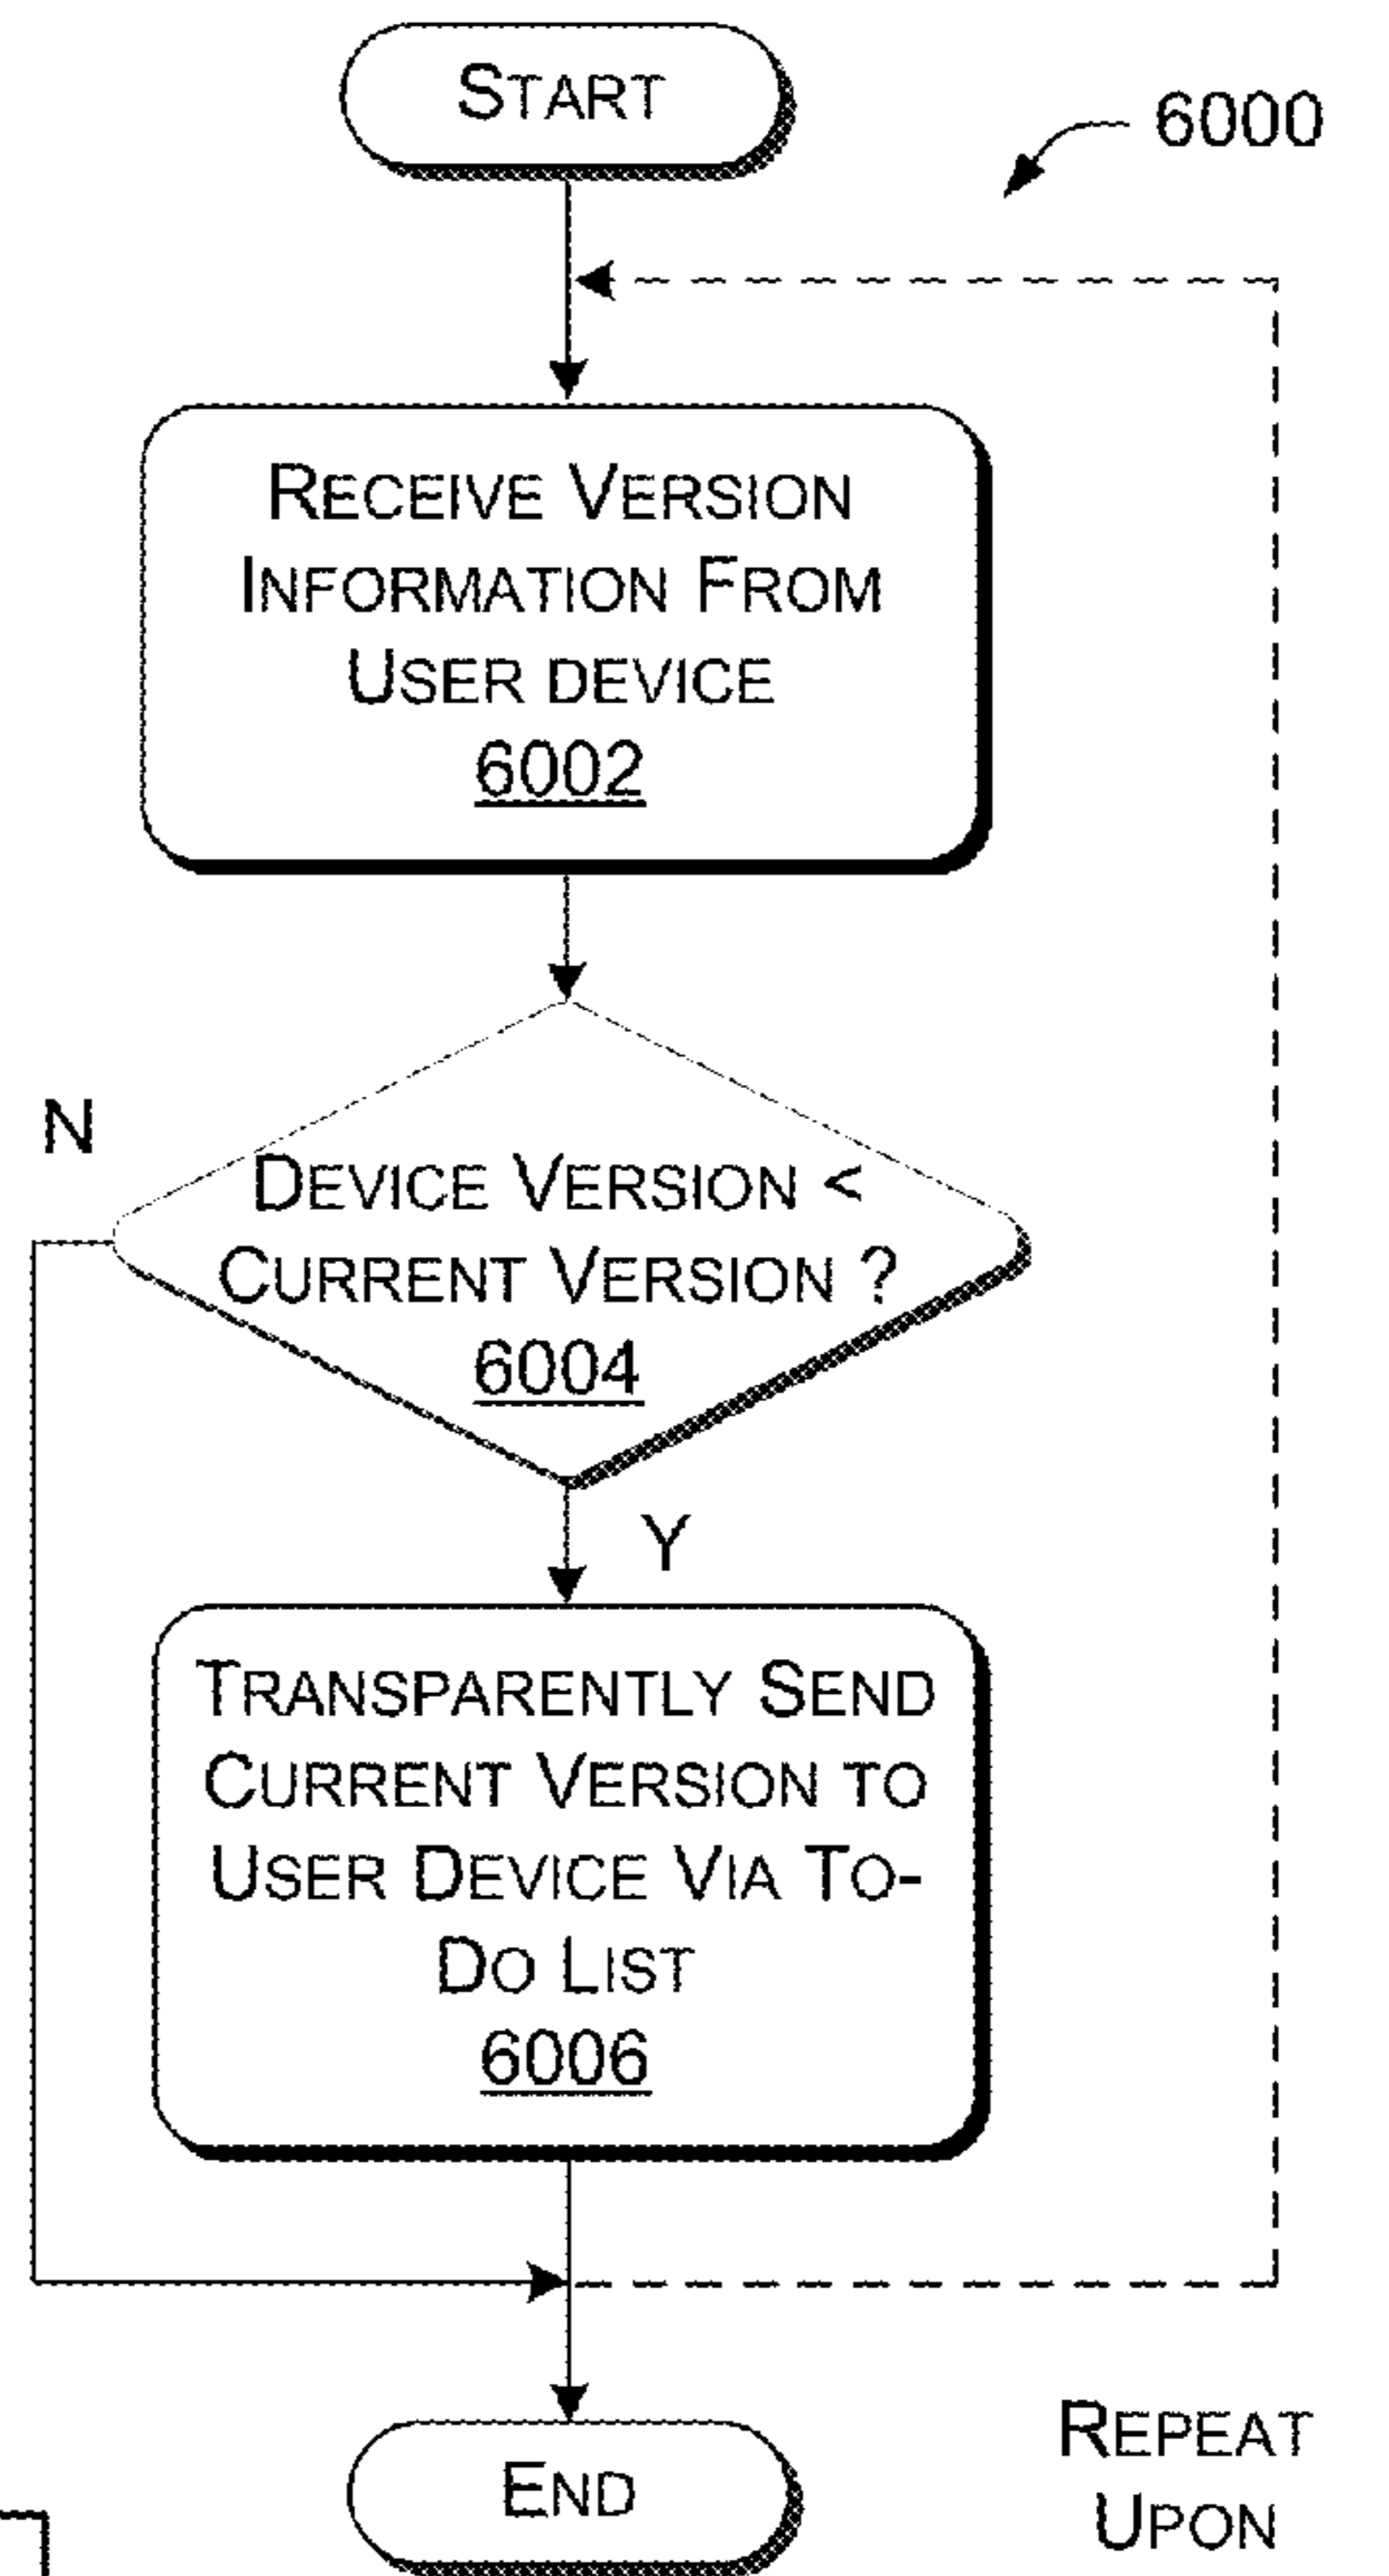 START
6000
RECEIVE VERSION
INFORMATION FROM
USER DEVICE
6002
N
DEVICE VERSION <
CURRENT VERSION ?
6004
Y
TRANSPARENTLY SEND
CURRENT VERSION TO
USER DEVICE VIA TO-
DO LIST
6006
END
REPEAT
UPON